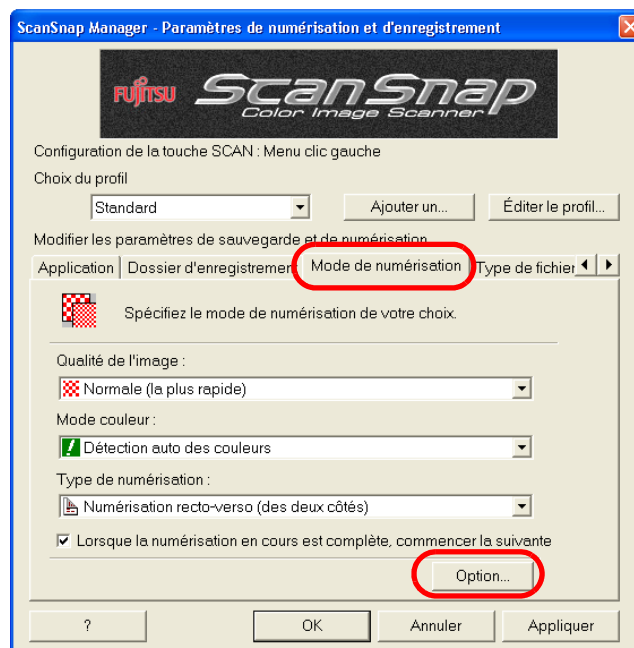 ScanSnap Manager - Paramètres de numérisation et d'enregistrement
FUJITSU ScanSnap
Color Image Scanner
Configuration de la touche SCAN : Menu clic gauche
Choix du profil
Standard Ajouter un... Éditer le profil...
Modifier les paramètres de sauvegarde et de numérisation
Application Dossier d'enregistremen Mode de numérisation Type de fichier
Spécifiez le mode de numérisation de votre choix.
Qualité de l'image :
Normale (la plus rapide)
Mode couleur :
Détection auto des couleurs
Type de numérisation :
Numérisation recto-verso (des deux côtés)
Lorsque la numérisation en cours est complète, commencer la suivante
Option...
? OK Annuler Appliquer